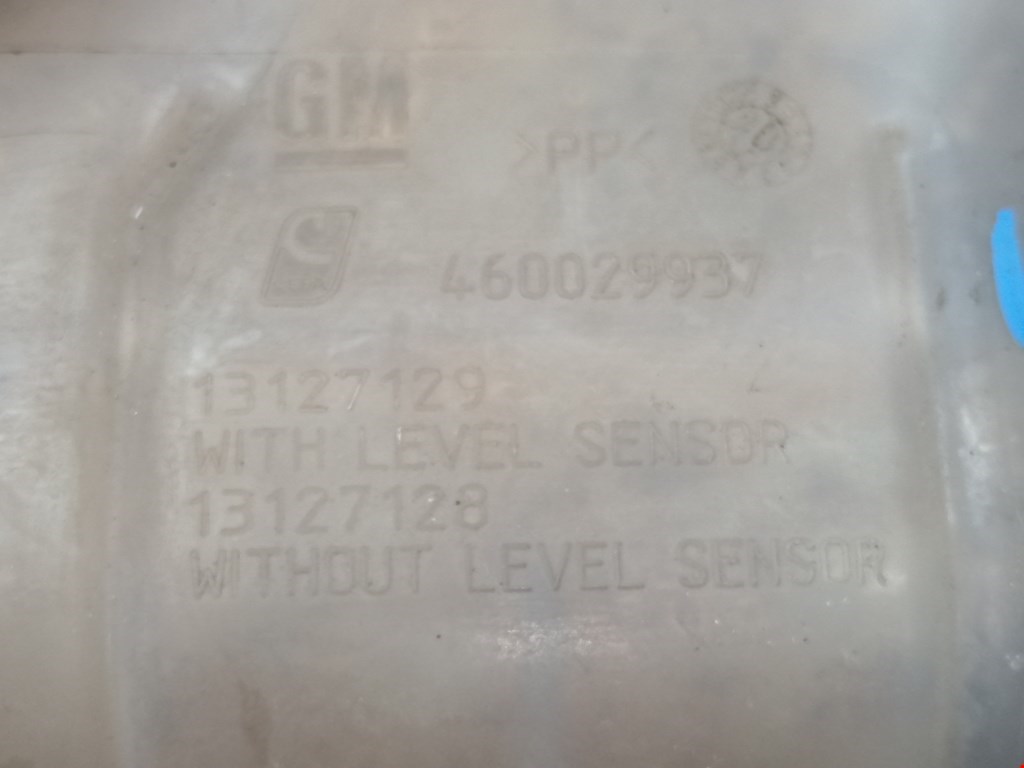 GM
>PP<
460029937
13127129
WITH LEVEL SENSOR
13127128
WITHOUT LEVEL SENSOR